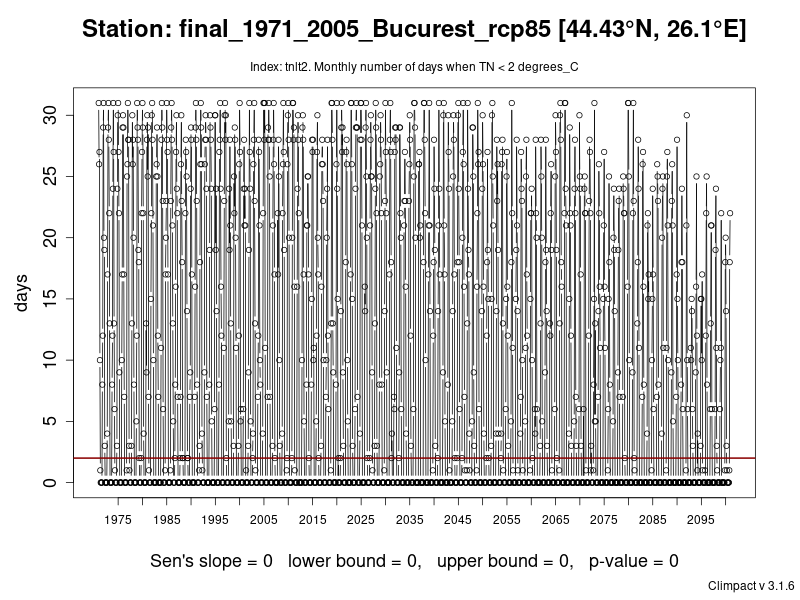 Station: final_1971_2005_Bucurest_rcp85 [44.43°N, 26.1°E]
Index: tnlt2. Monthly number of days when TN < 2 degrees_C
30
25
20
15
10
5
0
days
1975 1985 1995 2005 2015 2025 2035 2045 2055 2065 2075 2085 2095
Sen's slope = 0 lower bound = 0, upper bound = 0, p-value = 0
Climpact v 3.1.6